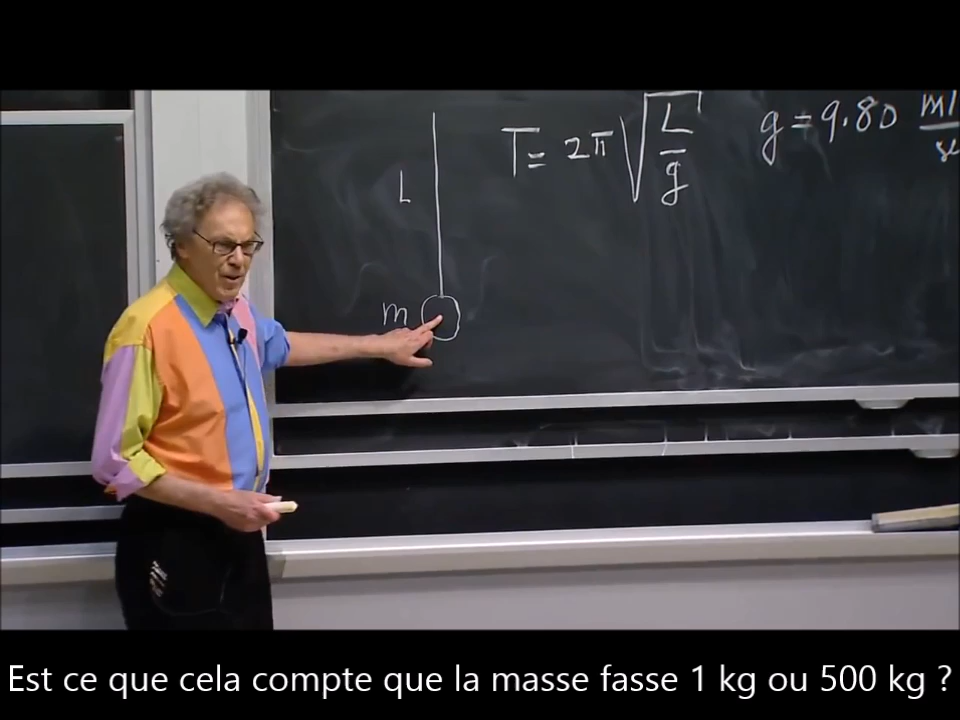 T = 2π √(L/g)
g = 9.80
L
m
Est ce que cela compte que la masse fasse 1 kg ou 500 kg ?